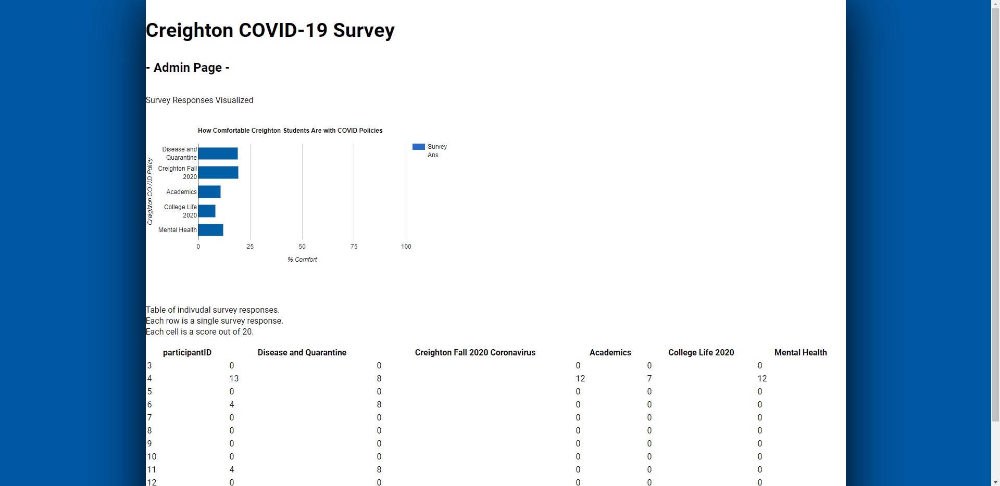 Creighton COVID-19 Survey
- Admin Page -
Survey Responses Visualized
How Comfortable Creighton Students Are with COVID Policies
Creighton COVID Policy
Disease and
Quarantine
Creighton Fall
2020
Academics
College Life
2020
Mental Health
Survey
Ans
0 25 50 75 100
% Comfort
Table of indivudal survey responses.
Each row is a single survey response.
Each cell is a score out of 20.
participantID Disease and Quarantine Creighton Fall 2020 Coronavirus Academics College Life 2020 Mental Health
3 0 0 0 0 0
4 13 8 12 7 12
5 0 0 0 0 0
6 4 8 0 0 0
7 0 0 0 0 0
8 0 0 0 0 0
9 0 0 0 0 0
10 0 0 0 0 0
11 4 8 0 0 0
12 0 0 0 0 0